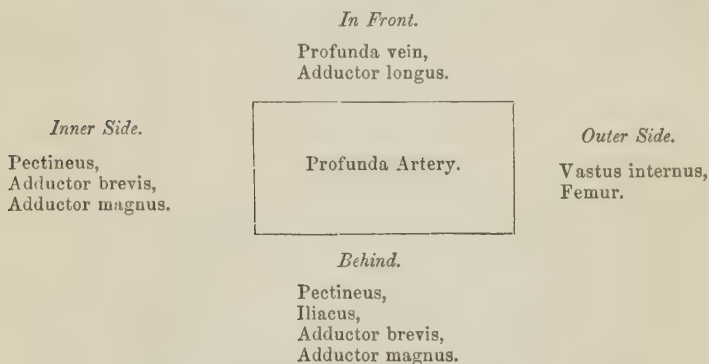 In Front.
Profunda vein,
Adductor longus.
Inner Side.
Pectineus,
Adductor brevis,
Adductor magnus.
Profunda Artery.
Outer Side.
Vastus internus,
Femur.
Behind.
Pectineus,
Iliacus,
Adductor brevis,
Adductor magnus.